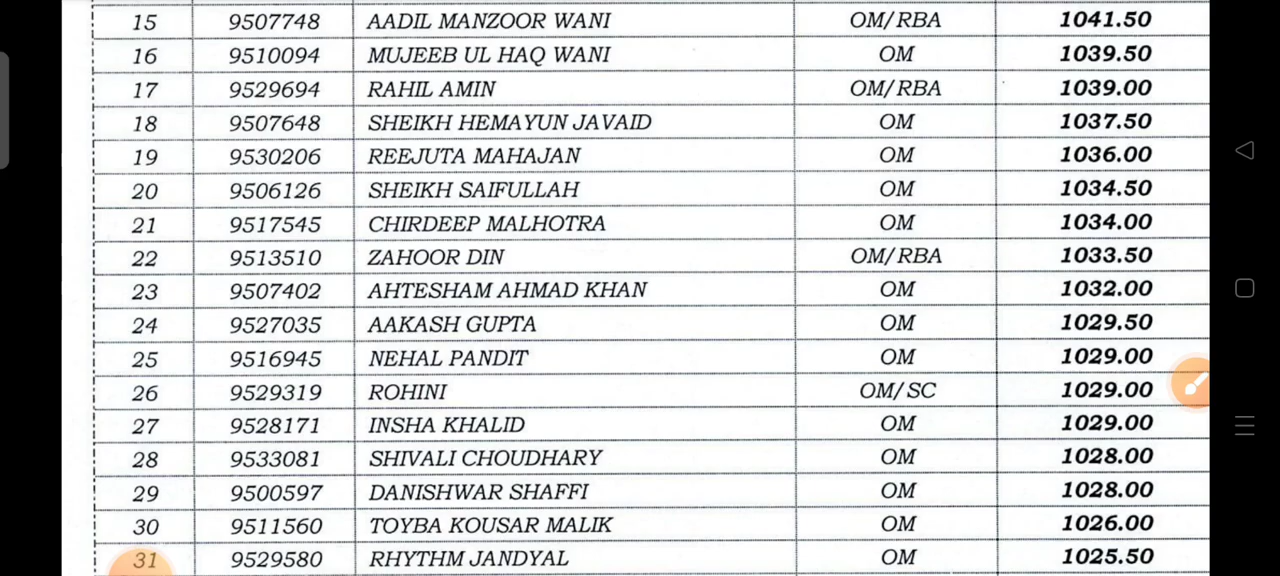 15 9507748 AADIL MANZOOR WANI OM/RBA 1041.50
16 9510094 MUJEEB UL HAQ WANI OM 1039.50
17 9529694 RAHIL AMIN OM/RBA 1039.00
18 9507648 SHEIKH HEMAYUN JAVAID OM 1037.50
19 9530206 REEJUTA MAHAJAN OM 1036.00
20 9506126 SHEIKH SAIFULLAH OM 1034.50
21 9517545 CHIRDEEP MALHOTRA OM 1034.00
22 9513510 ZAHOOR DIN OM/RBA 1033.50
23 9507402 AHTESHAM AHMAD KHAN OM 1032.00
24 9527035 AAKASH GUPTA OM 1029.50
25 9516945 NEHAL PANDIT OM 1029.00
26 9529319 ROHINI OM/SC 1029.00
27 9528171 INSHA KHALID OM 1029.00
28 9533081 SHIVALI CHOUDHARY OM 1028.00
29 9500597 DANISHWAR SHAFFI OM 1028.00
30 9511560 TOYBA KOUSAR MALIK OM 1026.00
31 9529580 RHYTHM JANDYAL OM 1025.50